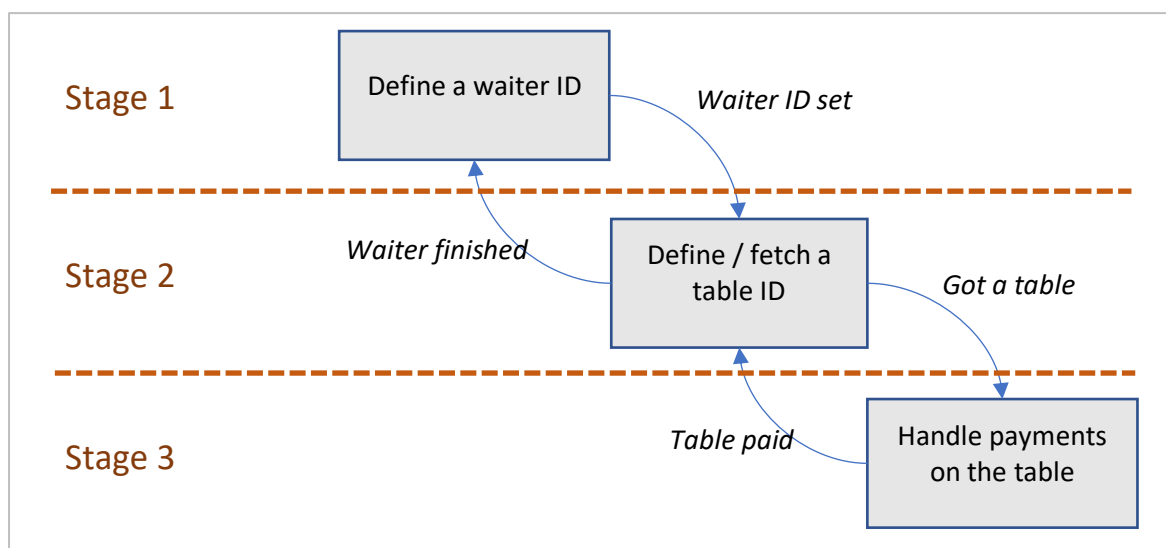 Stage 1
Define a waiter ID
Waiter ID set
Waiter finished
Stage 2
Define / fetch a
table ID
Got a table
Table paid
Stage 3
Handle payments
on the table